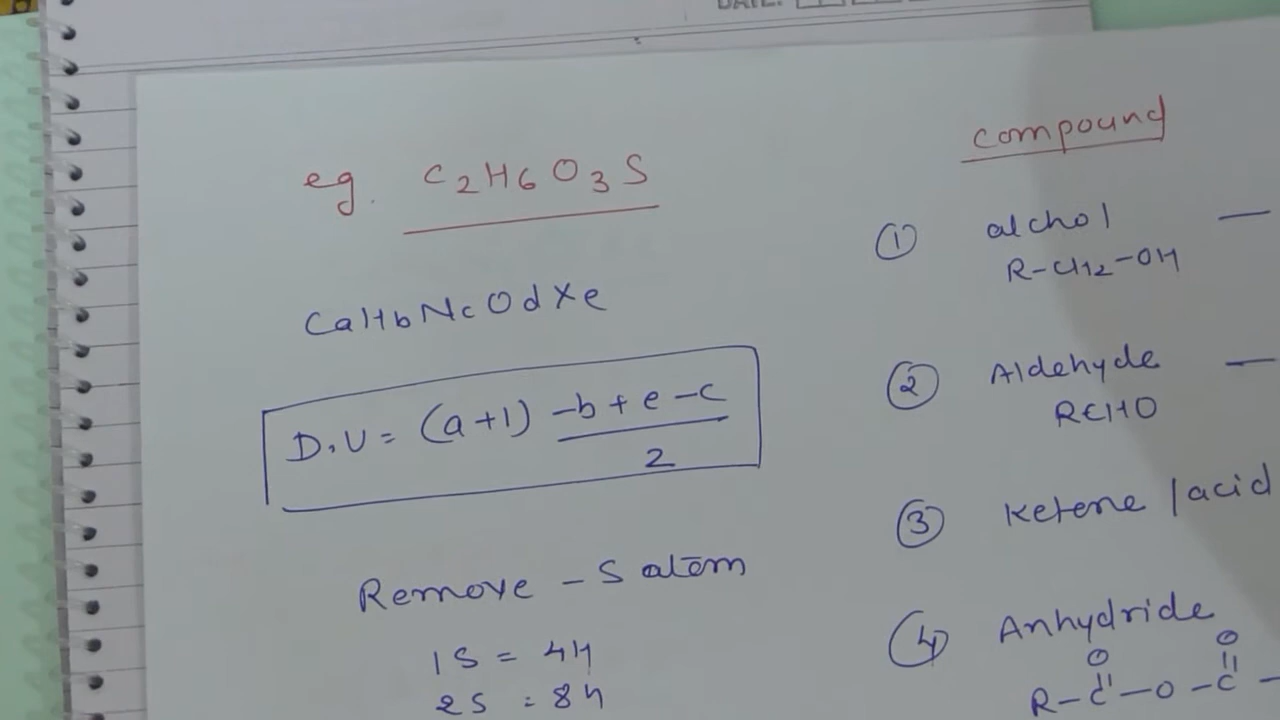 DATE:
eg. C2H6O3S
CaHbNcOdXe
D.U = (a+1) -b+e-c
2
Remove - S atom
1S = 4H
2S = 8H
compound
① alchol —
R-CH2-OH
② Aldehyde —
RCHO
③ Ketene / acid
④ Anhydride
O O
R-C-O-C-